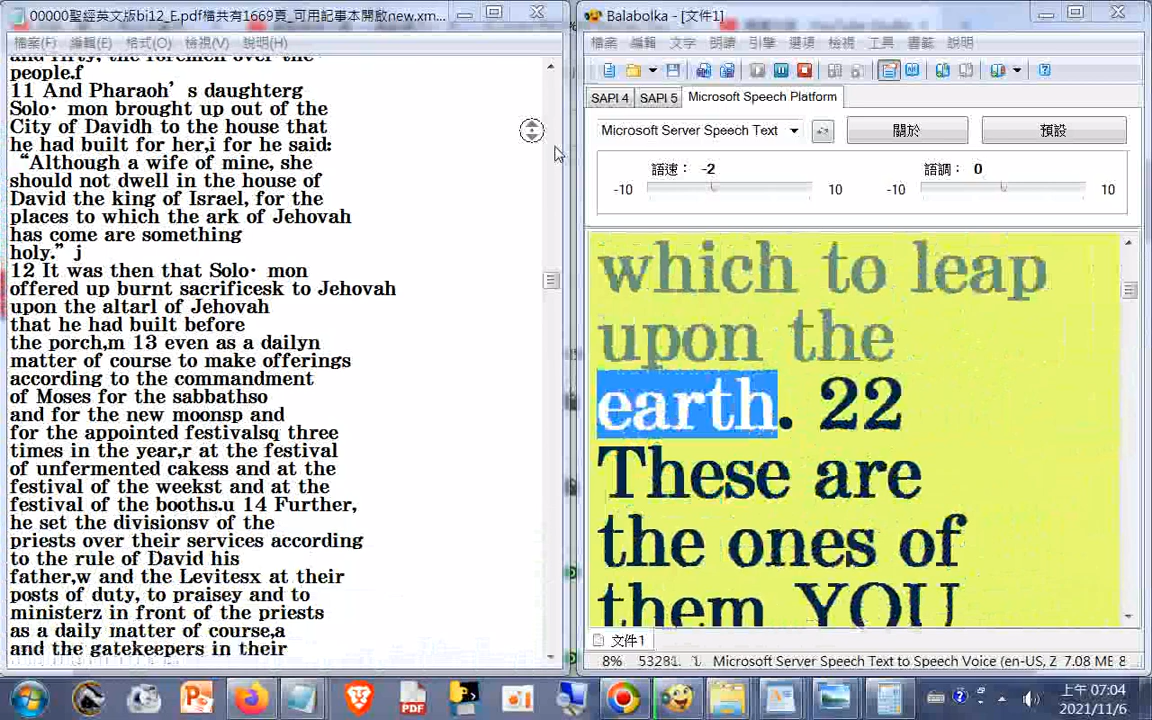 00000聖經英文版bi12_E.pdf檔共有1669頁_可用記事本開啟new.xm...
檔案(F) 編輯(E) 格式(O) 檢視(V) 說明(H)
and fifty, the foremen over the
people.f
11 And Pharaoh's daughterg
Solo· mon brought up out of the
City of Davidh to the house that
he had built for her,i for he said:
“Although a wife of mine, she
should not dwell in the house of
David the king of Israel, for the
places to which the ark of Jehovah
has come are something
holy.” j
12 It was then that Solo· mon
offered up burnt sacrificesk to Jehovah
upon the altarl of Jehovah
that he had built before
the porch,m 13 even as a dailyn
matter of course to make offerings
according to the commandment
of Moses for the sabbathso
and for the new moonsp and
for the appointed festivalsq three
times in the year,r at the festival
of unfermented cakess and at the
festival of the weekst and at the
festival of the booths.u 14 Further,
he set the divisionsv of the
priests over their services according
to the rule of David his
father,w and the Levitesx at their
posts of duty, to praisey and to
ministerz in front of the priests
as a daily matter of course,a
and the gatekeepers in their
Balabolka - [文件1]
檔案 編輯 文字 朗讀 引擎 選項 檢視 工具 書籤 說明
SAPI 4 SAPI 5 Microsoft Speech Platform
Microsoft Server Speech Text 關於 預設
語速： -2 語調： 0
-10 10 -10 10
which to leap
upon the
earth. 22
These are
the ones of
them YOU
文件1
8% 53281. Microsoft Server Speech Text to Speech Voice (en-US, Z 7.08 MB 8
上午 07:04
2021/11/6